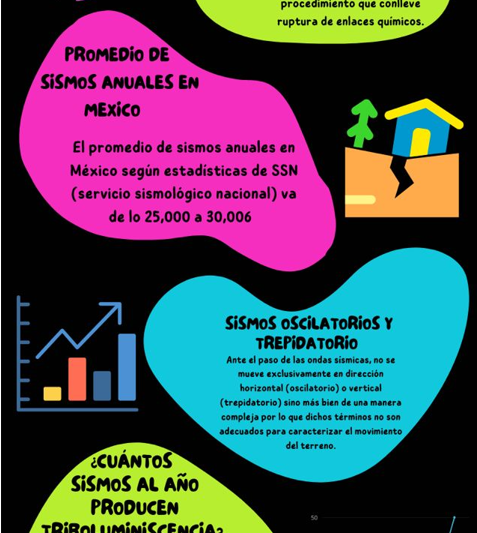 procedimiento que conlleve
ruptura de enlaces químicos.
PROMEDIO DE
SISMOS ANUALES EN
MEXICO
El promedio de sismos anuales en
México según estadísticas de SSN
(servicio sismológico nacional) va
de lo 25,000 a 30,006
SISMOS OSCILATORIOS Y
TREPIDATORIO
Ante el paso de las ondas sísmicas, no se
mueve exclusivamente en dirección
horizontal (oscilatorio) o vertical
(trepidatorio) sino más bien de una manera
compleja por lo que dichos términos no son
adecuados para caracterizar el movimiento
del terreno.
¿CUÁNTOS
SISMOS AL AÑO
PRODUCEN
TRIBOLUMINISCENCIA?
50